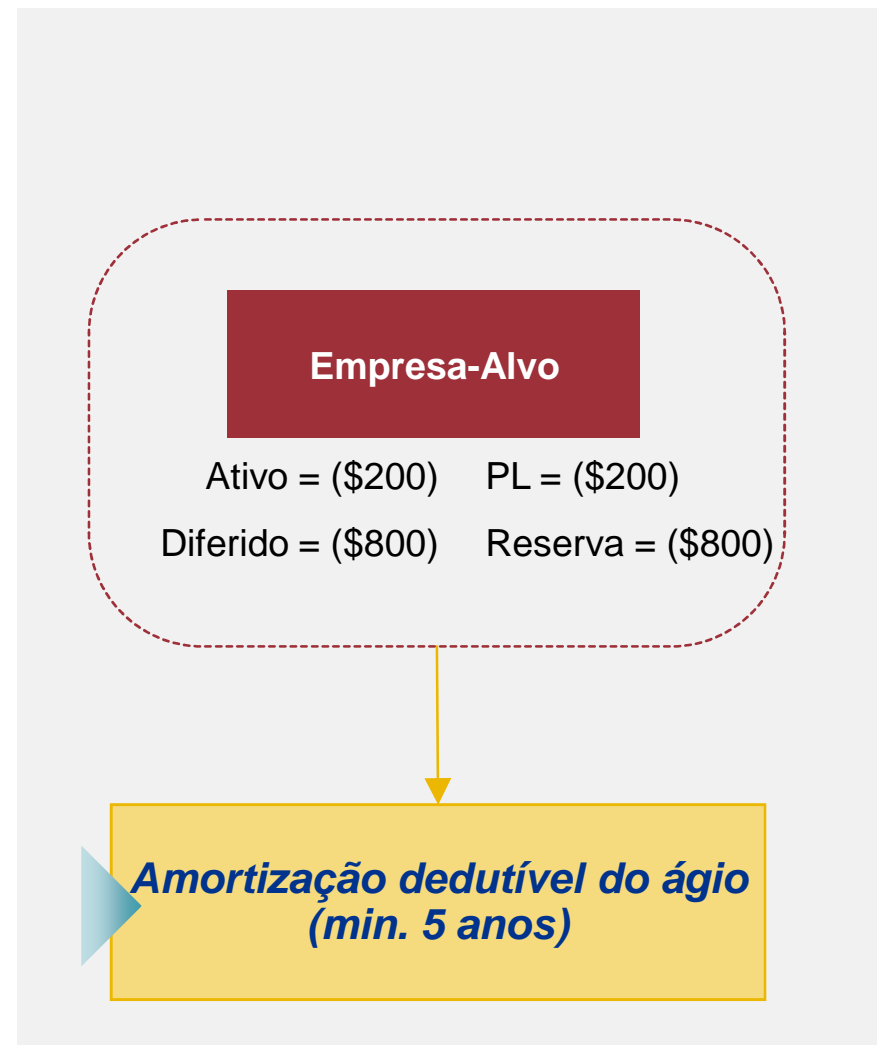 Empresa-Alvo
Ativo = ($200) PL = ($200)
Diferido = ($800) Reserva = ($800)
Amortização dedutível do ágio
(min. 5 anos)